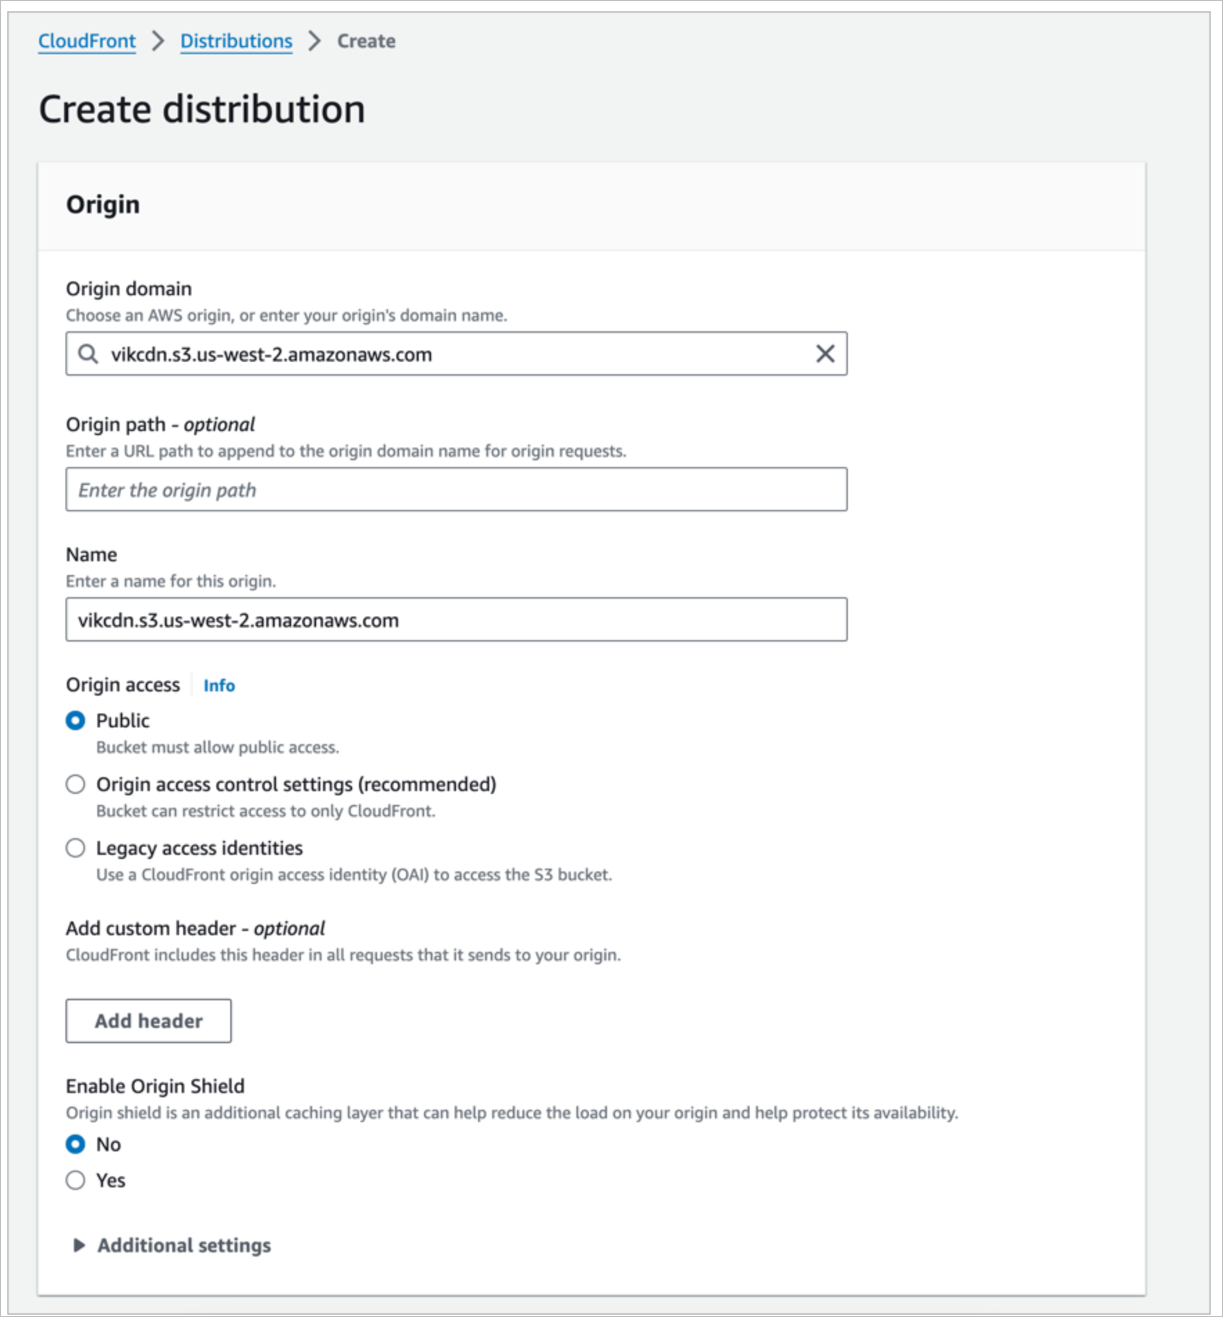 CloudFront > Distributions > Create
Create distribution
Origin
Origin domain
Choose an AWS origin, or enter your origin's domain name.
vikcdn.s3.us-west-2.amazonaws.com
Origin path - optional
Enter a URL path to append to the origin domain name for origin requests.
Enter the origin path
Name
Enter a name for this origin.
vikcdn.s3.us-west-2.amazonaws.com
Origin access Info
Public
Bucket must allow public access.
Origin access control settings (recommended)
Bucket can restrict access to only CloudFront.
Legacy access identities
Use a CloudFront origin access identity (OAI) to access the S3 bucket.
Add custom header - optional
CloudFront includes this header in all requests that it sends to your origin.
Add header
Enable Origin Shield
Origin shield is an additional caching layer that can help reduce the load on your origin and help protect its availability.
No
Yes
Additional settings